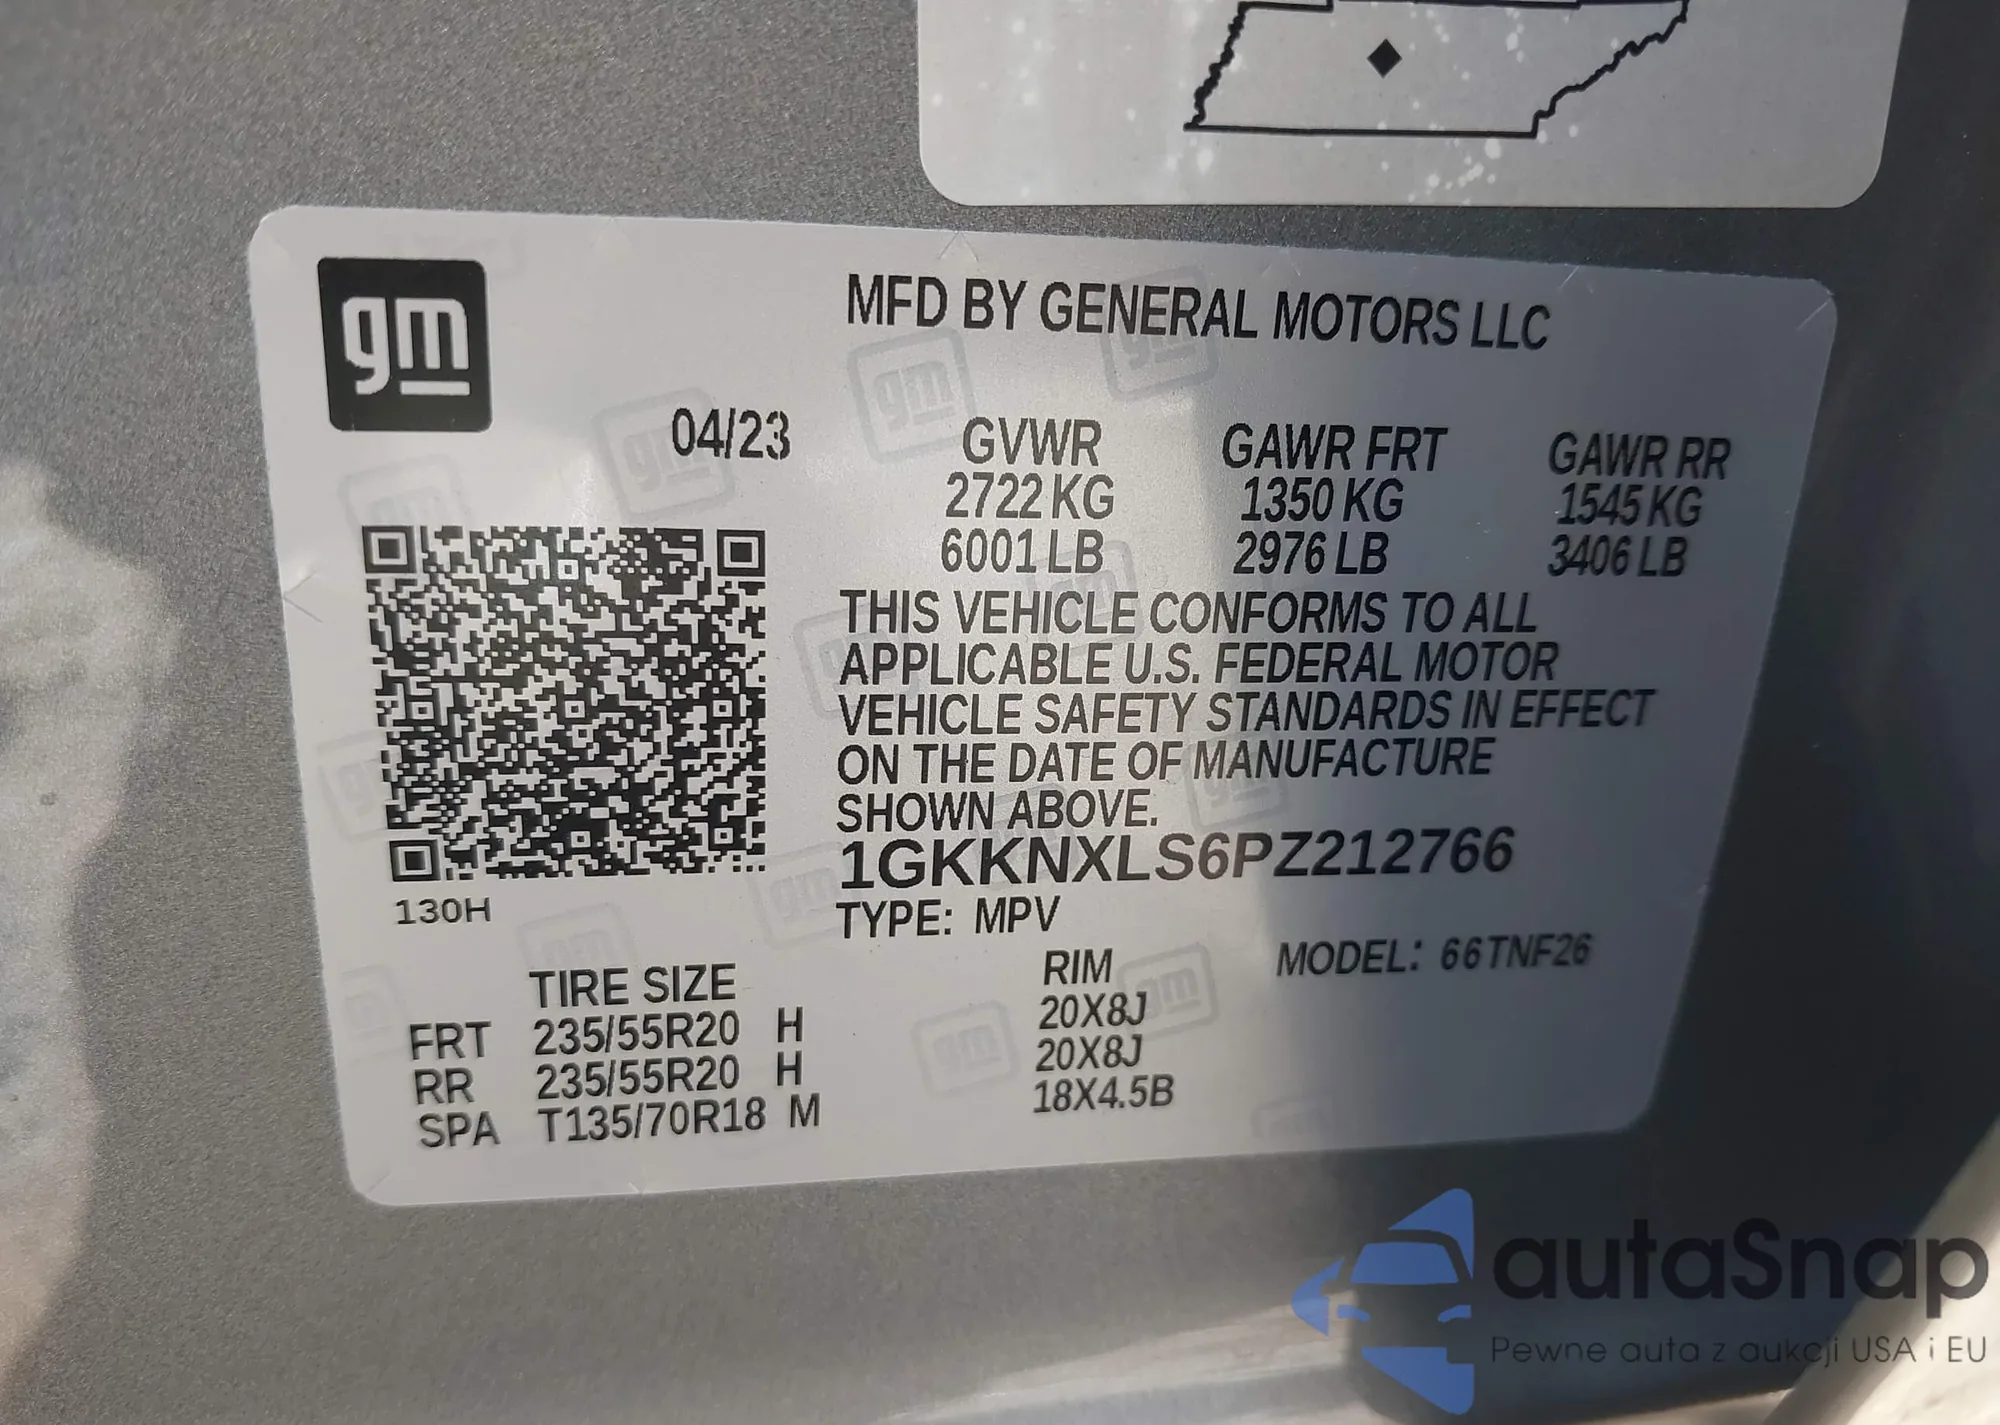 gm
MFD BY GENERAL MOTORS LLC
04/23
GVWR GAWR FRT GAWR RR
2722 KG 1350 KG 1545 KG
6001 LB 2976 LB 3406 LB
THIS VEHICLE CONFORMS TO ALL
APPLICABLE U.S. FEDERAL MOTOR
VEHICLE SAFETY STANDARDS IN EFFECT
ON THE DATE OF MANUFACTURE
SHOWN ABOVE.
1GKKNXLS6PZ212766
130H
TYPE: MPV MODEL: 66TNF26
TIRE SIZE RIM
FRT 235/55R20 H 20X8J
RR 235/55R20 H 20X8J
SPA T135/70R18 M 18X4.5B
autaSnap
Pewne auta z aukcji USA i EU